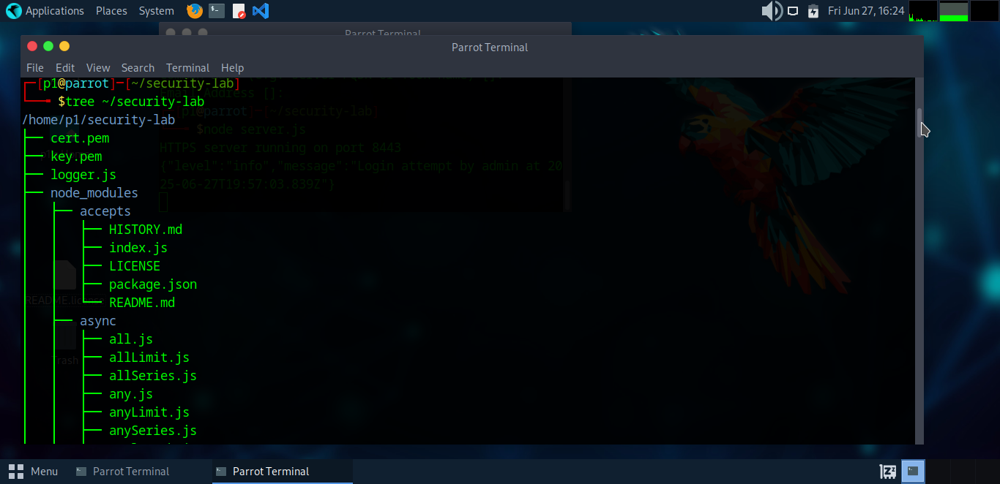 Applications Places System Fri Jun 27, 16:24
Parrot Terminal
Parrot Terminal
File Edit View Search Terminal Help
┌─[p1@parrot]─[~/security-lab]
└──╼ $tree ~/security-lab
/home/p1/security-lab
├── cert.pem
├── key.pem
├── logger.js
├── node_modules
│   ├── accepts
│   │   ├── HISTORY.md
│   │   ├── index.js
│   │   ├── LICENSE
│   │   ├── package.json
│   │   └── README.md
│   ├── async
│   │   ├── all.js
│   │   ├── allLimit.js
│   │   ├── allSeries.js
│   │   ├── any.js
│   │   ├── anyLimit.js
│   │   ├── anySeries.js
Address []:
p1@parrot]─[~/security-lab]
$node server.js
HTTPS server running on port 8443
{"level":"info","message":"Login attempt by admin at 20
25-06-27T19:57:03.839Z"}
Trash
Menu Parrot Terminal Parrot Terminal